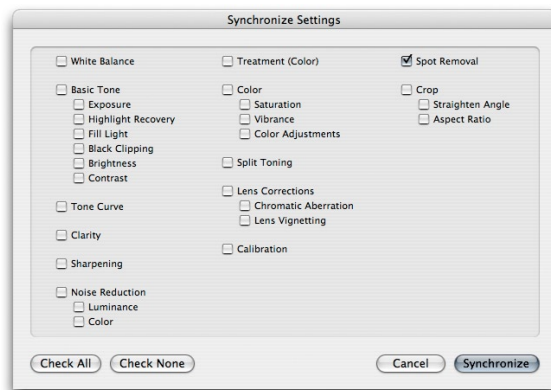 Synchronize Settings
White Balance
Basic Tone
Exposure
Highlight Recovery
Fill Light
Black Clipping
Brightness
Contrast
Tone Curve
Clarity
Sharpening
Noise Reduction
Luminance
Color
Treatment (Color)
Color
Saturation
Vibrance
Color Adjustments
Split Toning
Lens Corrections
Chromatic Aberration
Lens Vignetting
Calibration
Spot Removal
Crop
Straighten Angle
Aspect Ratio
Check All
Check None
Cancel
Synchronize